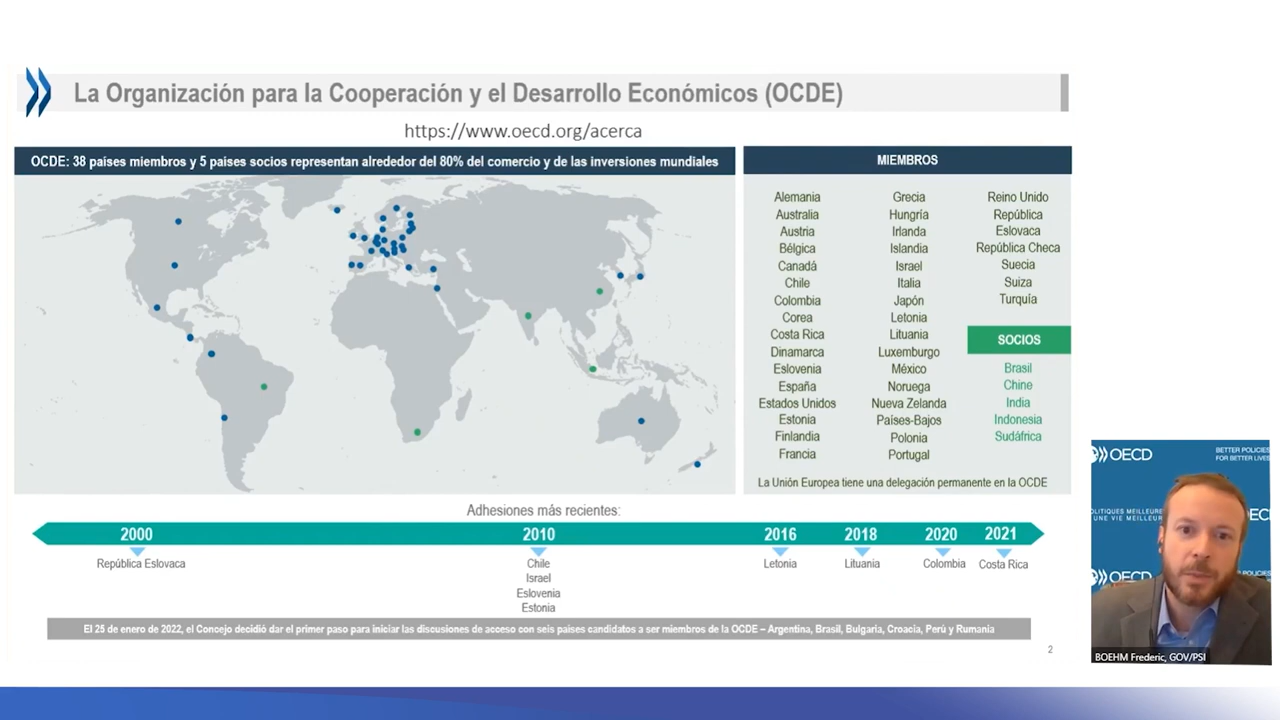 La Organización para la Cooperación y el Desarrollo Económicos (OCDE)
https://www.oecd.org/acerca
OCDE: 38 países miembros y 5 países socios representan alrededor del 80% del comercio y de las inversiones mundiales
MIEMBROS
Alemania
Australia
Austria
Bélgica
Canadá
Chile
Colombia
Corea
Costa Rica
Dinamarca
Eslovenia
España
Estados Unidos
Estonia
Finlandia
Francia
Grecia
Hungría
Irlanda
Islandia
Israel
Italia
Japón
Letonia
Lituania
Luxemburgo
México
Noruega
Nueva Zelanda
Países-Bajos
Polonia
Portugal
Reino Unido
República
Eslovaca
República Checa
Suecia
Suiza
Turquía
SOCIOS
Brasil
Chine
India
Indonesia
Sudáfrica
La Unión Europea tiene una delegación permanente en la OCDE
Adhesiones más recientes:
2000
República Eslovaca
2010
Chile
Israel
Eslovenia
Estonia
2016
Letonia
2018
Lituania
2020
Colombia
2021
Costa Rica
El 25 de enero de 2022, el Concejo decidió dar el primer paso para iniciar las discusiones de acceso con seis países candidatos a ser miembros de la OCDE – Argentina, Brasil, Bulgaria, Croacia, Perú y Rumania
2
OECD
BETTER POLICIES
FOR BETTER LIVES
OLITIQUES MEILLEURE
UNE VIE MEILLEUR
EC
OECD
POLICIES
BOEHM Frederic, GOV/PSI